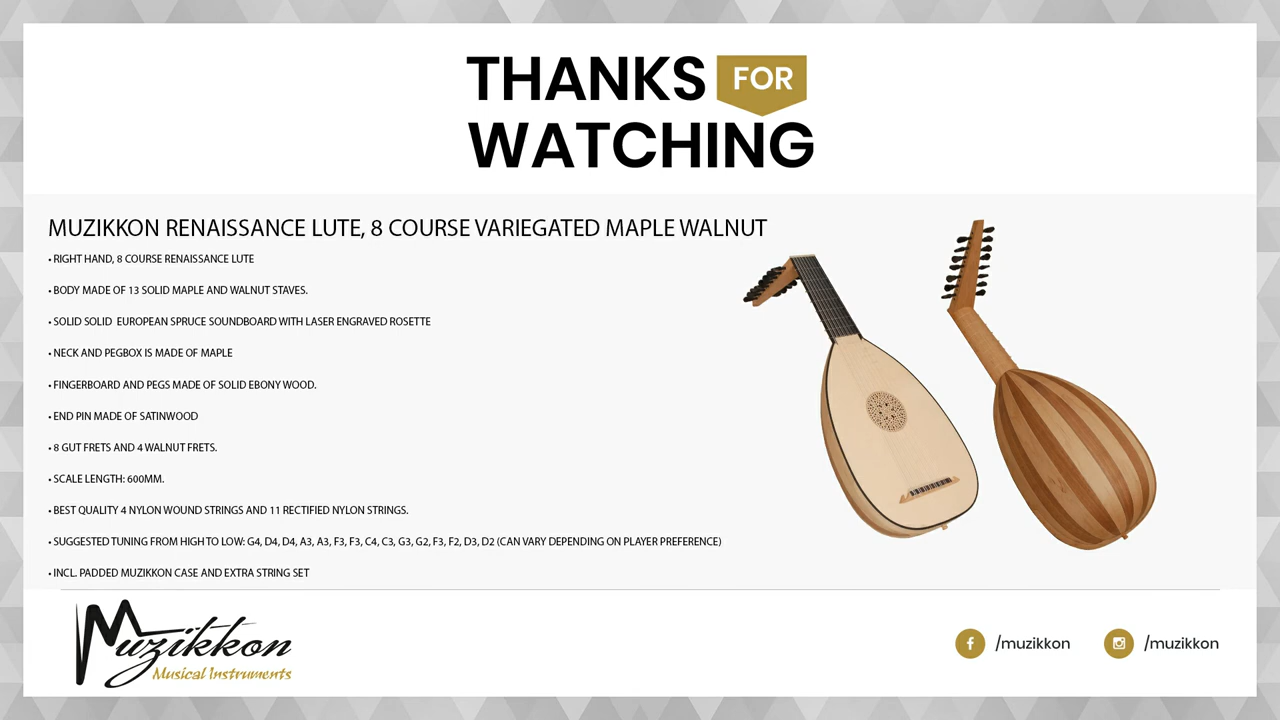 THANKS FOR
WATCHING
MUZIKKON RENAISSANCE LUTE, 8 COURSE VARIEGATED MAPLE WALNUT
• RIGHT HAND, 8 COURSE RENAISSANCE LUTE
• BODY MADE OF 13 SOLID MAPLE AND WALNUT STAVES.
• SOLID SOLID  EUROPEAN SPRUCE SOUNDBOARD WITH LASER ENGRAVED ROSETTE
• NECK AND PEGBOX IS MADE OF MAPLE
• FINGERBOARD AND PEGS MADE OF SOLID EBONY WOOD.
• END PIN MADE OF SATINWOOD
• 8 GUT FRETS AND 4 WALNUT FRETS.
• SCALE LENGTH: 600MM.
• BEST QUALITY 4 NYLON WOUND STRINGS AND 11 RECTIFIED NYLON STRINGS.
• SUGGESTED TUNING FROM HIGH TO LOW: G4, D4, D4, A3, A3, F3, F3, C4, C3, G3, G2, F3, F2, D3, D2 (CAN VARY DEPENDING ON PLAYER PREFERENCE)
• INCL. PADDED MUZIKKON CASE AND EXTRA STRING SET
Muzikkon
Musical Instruments
/muzikkon
/muzikkon